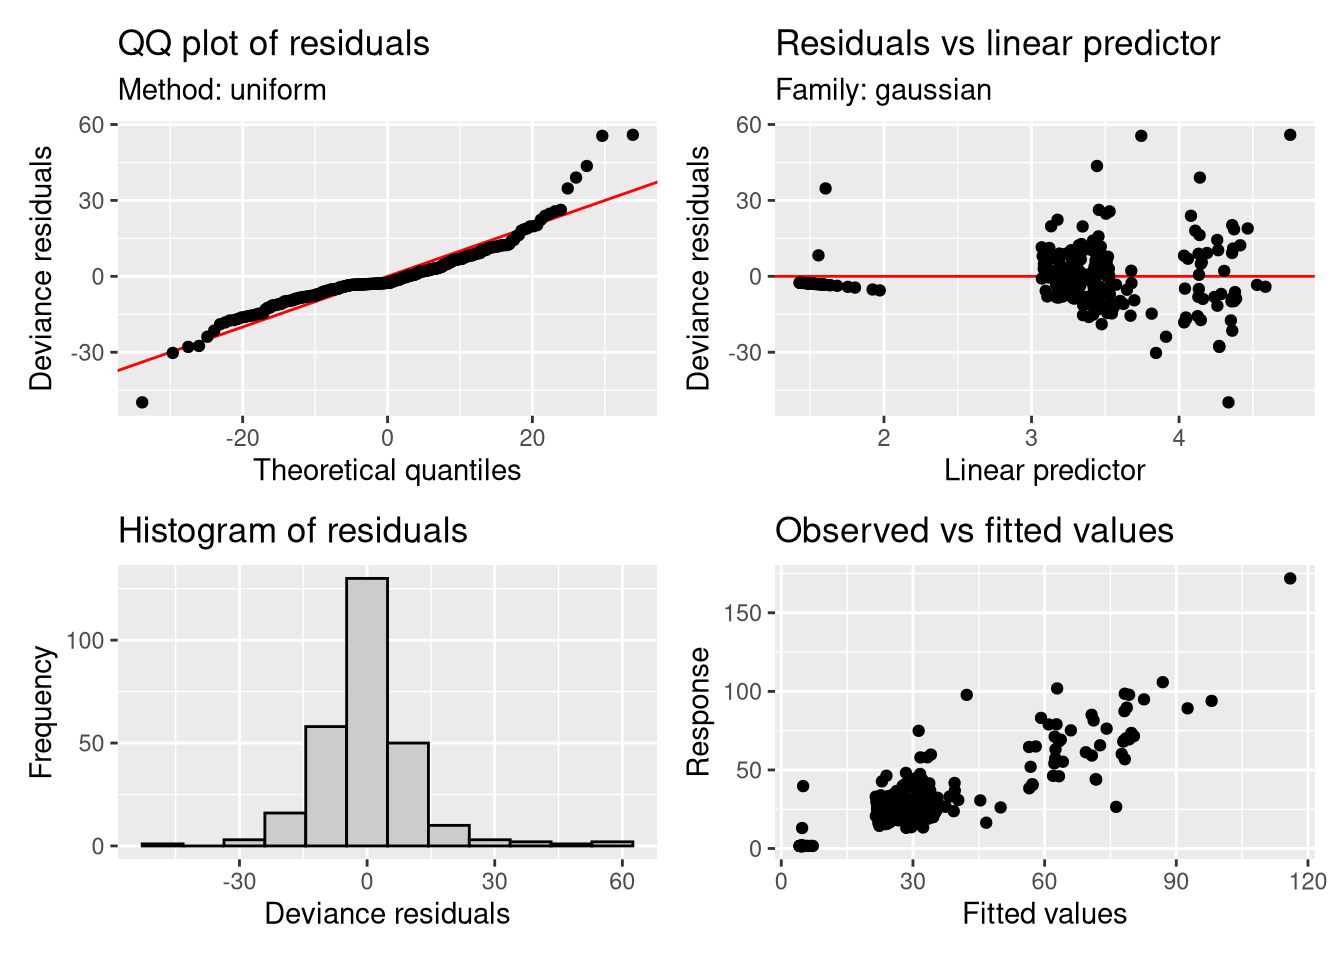 QQ plot of residuals
Method: uniform
60
30
0
-30
Deviance residuals
-20
0
20
Theoretical quantiles
Residuals vs linear predictor
Family: gaussian
60
30
0
-30
Deviance residuals
2
3
4
Linear predictor
Histogram of residuals
100
50
0
Frequency
-30
0
30
60
Deviance residuals
Observed vs fitted values
150
100
50
0
Response
0
30
60
90
120
Fitted values